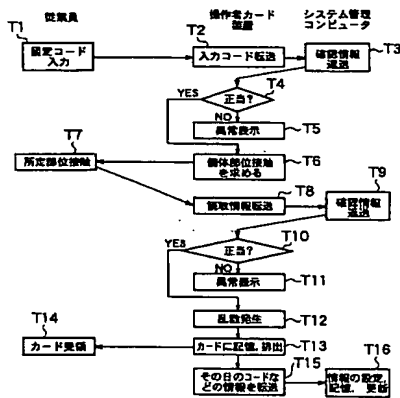 従業員
操作者カード
装置
システム管理
コンピュータ
T1
固定コード
入力
T2
入力コード転送
T3
確認情報
返送
T4
YES
正当?
NO
異常表示
T5
T7
所定部位接触
T6
個体部位接触
を求める
T8
読取情報転送
T9
確認情報
返送
YES
正当?
T10
NO
異常表示
T11
乱数発生
T12
T14
カード受領
T13
カードに記憶, 排出
T15
その日のコードな
どの情報を転送
T16
情報の設定,
記憶, 更新